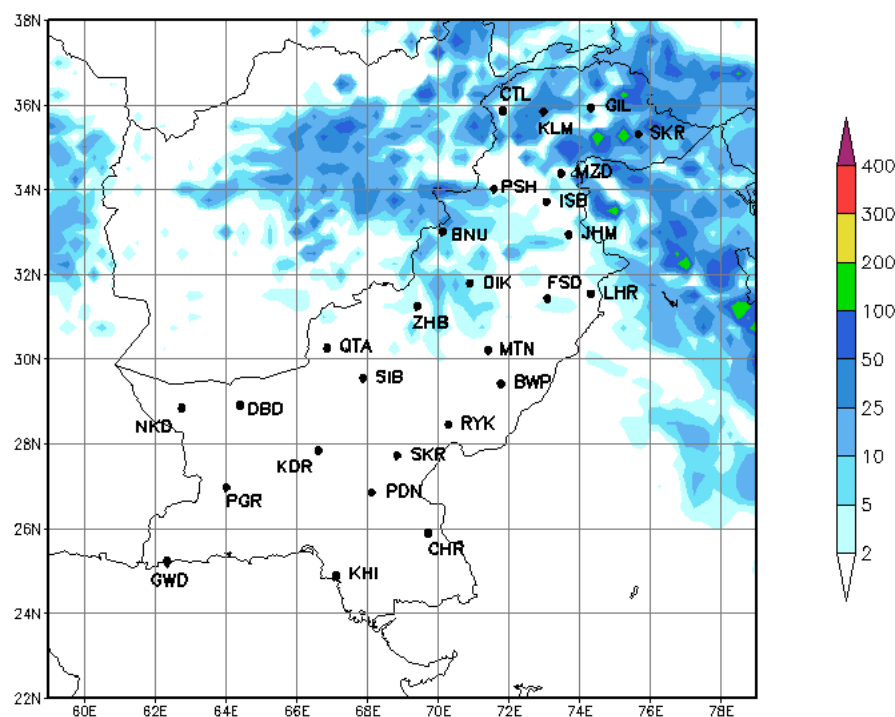 38N
36N
34N
32N
30N
28N
26N
24N
22N
60E 62E 64E 66E 68E 70E 72E 74E 76E 78E
CTL
GIL
KLM
SKR
MZD
PSH
ISB
BNU
JHM
DIK
FSD
LHR
ZHB
QTA
MTN
SIB
BWP
NKD
DBD
RYK
KDR
SKR
PGR
PDN
CHR
GWD
KHI
400
300
200
100
50
25
10
5
2